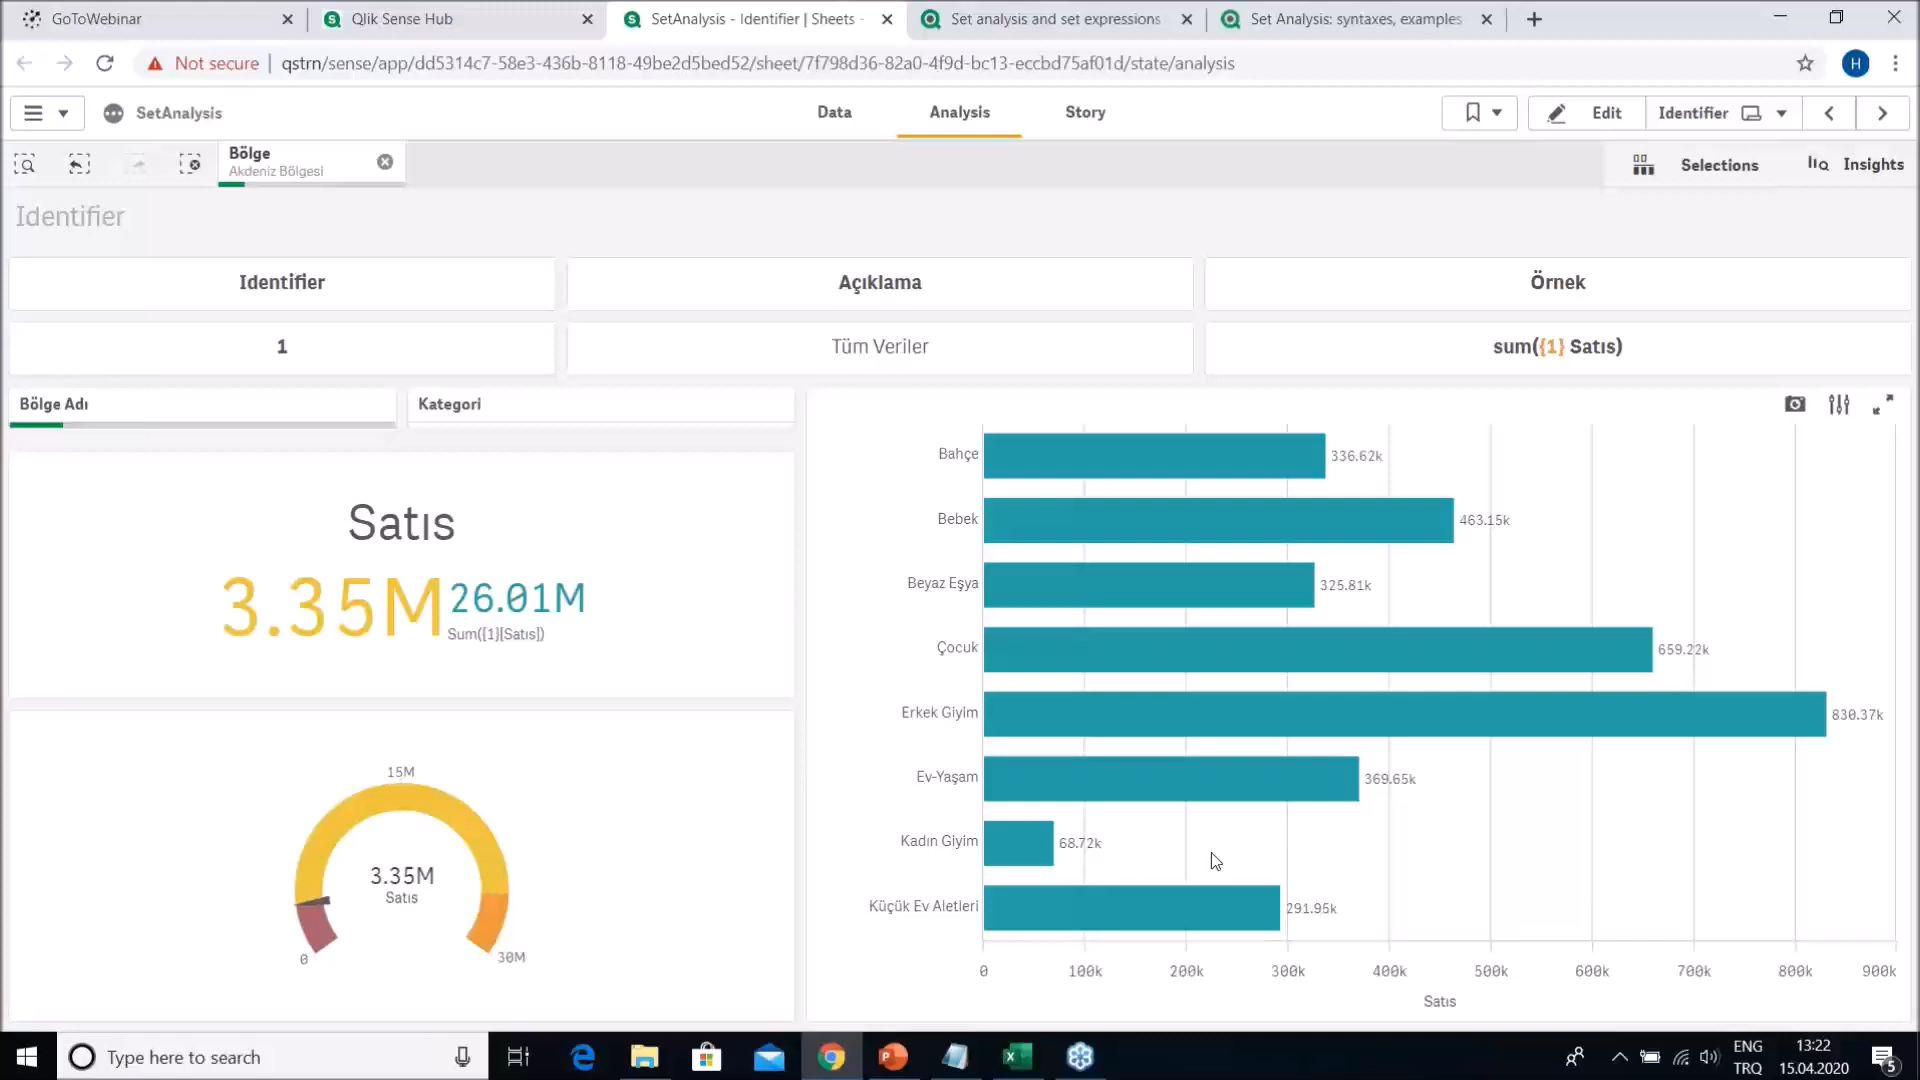 GoToWebinar
Qlik Sense Hub
SetAnalysis - Identifier | Sheets -
Set analysis and set expressions
Set Analysis: syntaxes, examples
Not secure
qstrn/sense/app/dd5314c7-58e3-436b-8118-49be2d5bed52/sheet/7f798d36-82a0-4f9d-bc13-eccbd75af01d/state/analysis
H
SetAnalysis
Data
Analysis
Story
Edit
Identifier
Bölge
Akdeniz Bölgesi
Selections
Insights
Identifier
Identifier
Açıklama
Örnek
1
Tüm Veriler
sum({1} Satıs)
Bölge Adı
Kategori
Satıs
3.35M
26.01M
Sum({1}[Satıs])
15M
3.35M
Satıs
0
30M
Bahçe
336.62k
Bebek
463.15k
Beyaz Eşya
325.81k
Çocuk
659.22k
Erkek Giyim
830.37k
Ev-Yaşam
369.65k
Kadın Giyim
68.72k
Küçük Ev Aletleri
291.95k
0
100k
200k
300k
400k
500k
600k
700k
800k
900k
Satıs
Type here to search
ENG
TRQ
13:22
15.04.2020
5